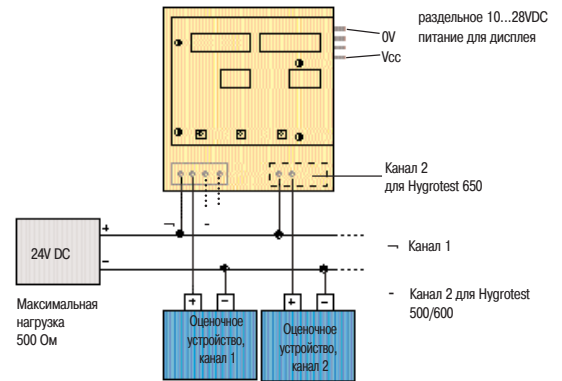 раздельное 10...28VDC
питание для дисплея
0V
Vcc
Канал 2
для Hygrotest 650
¬
-
24V DC
+
-
¬ Канал 1
- Канал 2 для Hygrotest
500/600
Максимальная
нагрузка
500 Ом
+
-
+
-
Оценочное
устройство,
канал 1
Оценочное
устройство,
канал 2